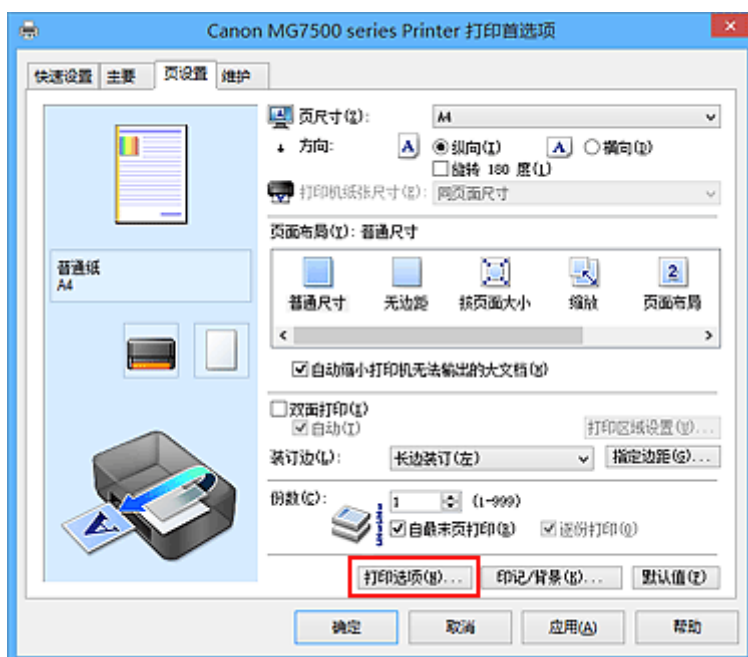 Canon MG7500 series Printer 打印首选项
快速设置 主要 页设置 维护
页尺寸(Z): A4
方向: A 纵向(I) A 横向(D)
旋转 180 度(L)
打印机纸张尺寸(E): 同页面尺寸
页面布局(Y): 普通尺寸
普通纸
A4
2
普通尺寸 无边距 按页面大小 缩放 页面布局
自动缩小打印机无法输出的大文档(X)
双面打印(K)
自动(T) 打印区域设置(W)...
装订边(L): 长边装订(左) 指定边距(G)...
份数(C): 1 (1-999)
自最末页打印(R) 逐份打印(O)
打印选项(N)... 印记/背景(K)... 默认值(F)
确定 取消 应用(A) 帮助